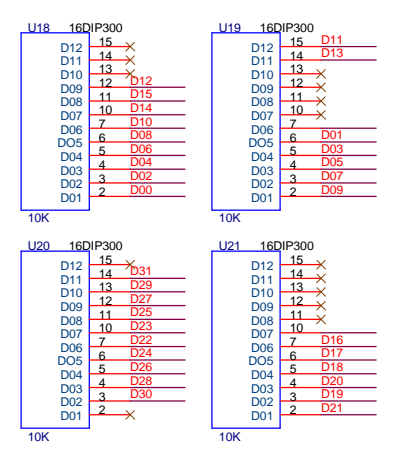 U18 16DIP300
D12 15
D11 14
D10 13
D09 12 D12
D08 11 D15
D07 10 D14
D06 7 D10
DO5 6 D08
D04 5 D06
D03 4 D04
D02 3 D02
D01 2 D00
10K
U19 16DIP300
D12 15 D11
D11 14 D13
D10 13
D09 12
D08 11
D07 10
D06 7
DO5 6 D01
D04 5 D03
D03 4 D05
D02 3 D07
D01 2 D09
10K
U20 16DIP300
D12 15
D11 14 D31
D10 13 D29
D09 12 D27
D08 11 D25
D07 10 D23
D06 7 D22
DO5 6 D24
D04 5 D26
D03 4 D28
D02 3 D30
D01 2
10K
U21 16DIP300
D12 15
D11 14
D10 13
D09 12
D08 11
D07 10
D06 7 D16
DO5 6 D17
D04 5 D18
D03 4 D20
D02 3 D19
D01 2 D21
10K